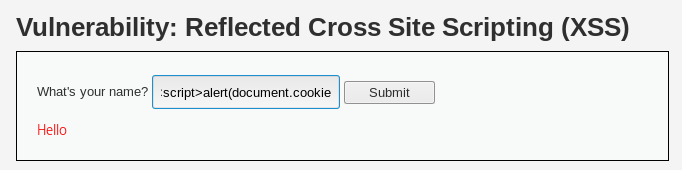 Vulnerability: Reflected Cross Site Scripting (XSS)
What's your name? script>alert(document.cookie Submit
Hello